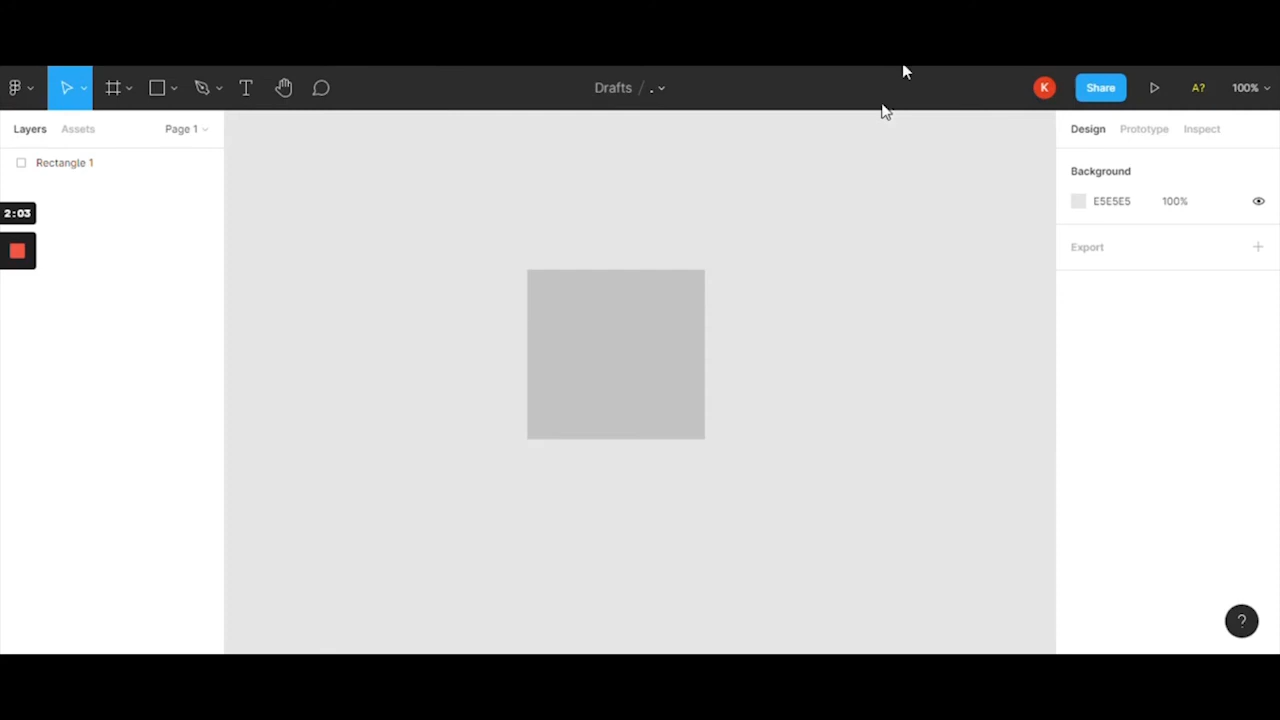 Drafts / . K Share A? 100%
Layers Assets Page 1 Design Prototype Inspect
Rectangle 1
Background
E5E5E5 100%
2:03
Export
?